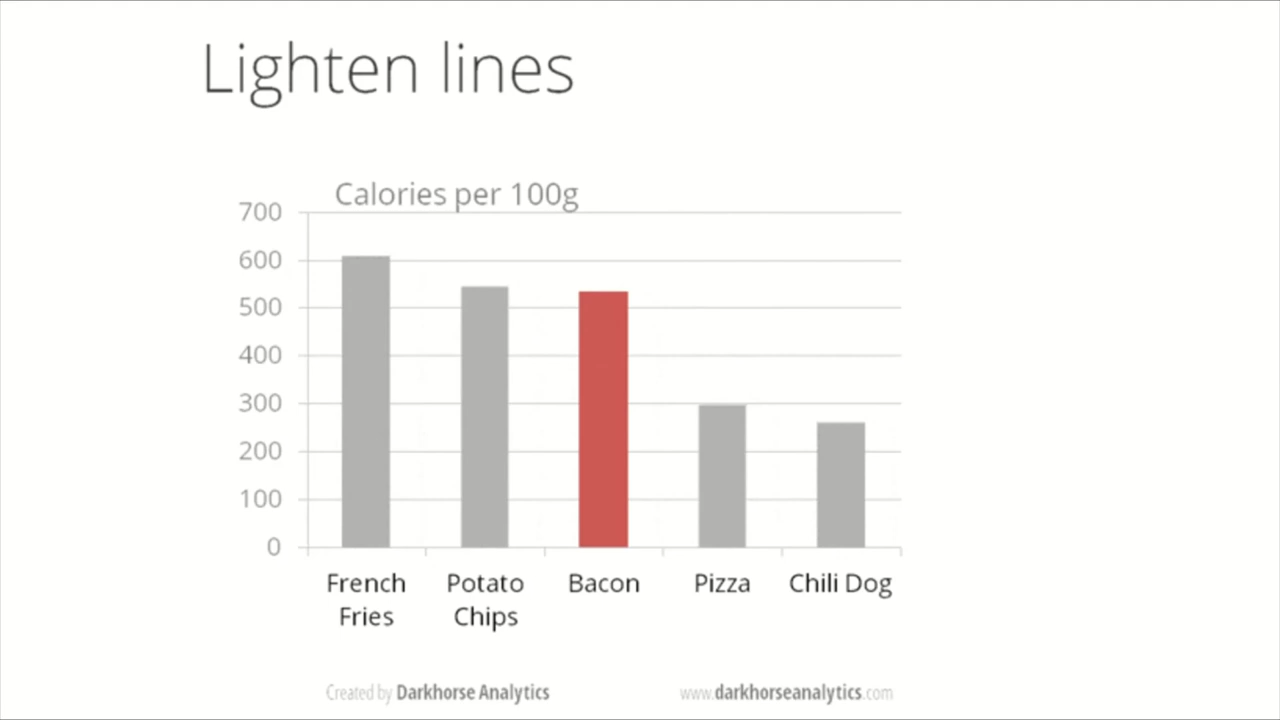 Lighten lines
Calories per 100g
700
600
500
400
300
200
100
0
French
Fries
Potato
Chips
Bacon
Pizza
Chili Dog
Created by Darkhorse Analytics
www.darkhorseanalytics.com